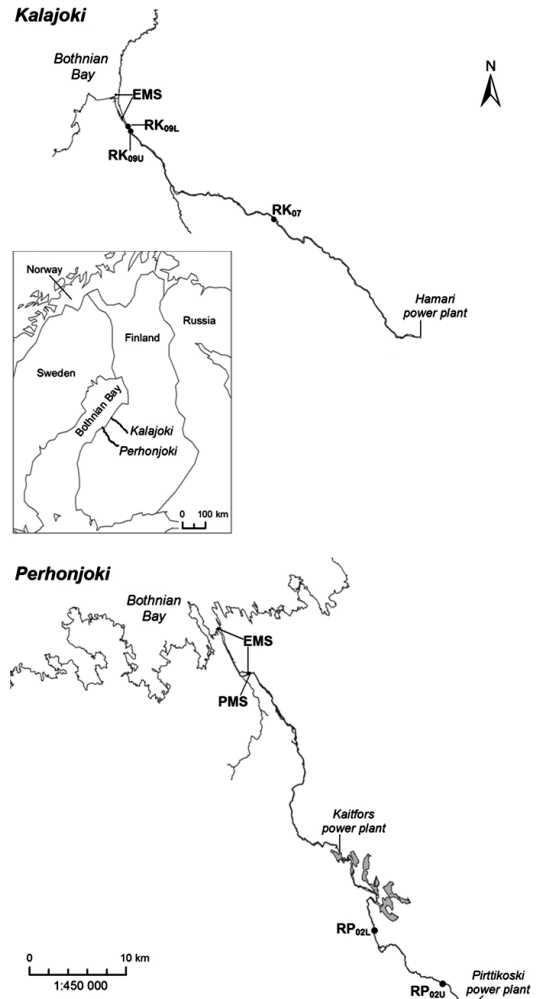 Kalajoki
Bothnian
Bay
N
EMS
RK09L
RK09U
RK07
Hamari
power plant
Norway
Finland
Russia
Sweden
Bothnian Bay
Kalajoki
Perhonjoki
0 100 km
Perhonjoki
Bothnian
Bay
EMS
PMS
Kaitfors
power plant
RP02L
Pirttikoski
power plant
RP02U
0 10 km
1:450 000